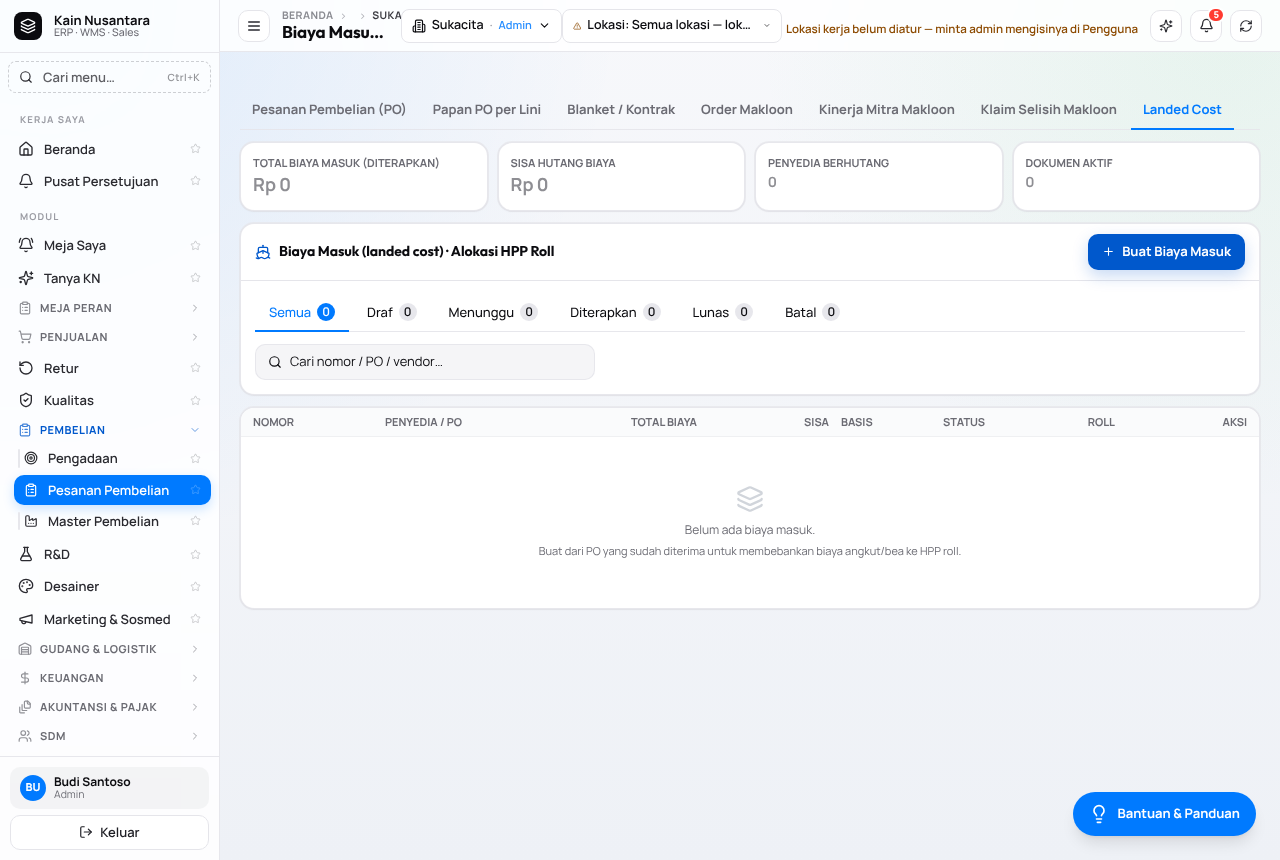 Kain Nusantara
ERP · WMS · Sales
Cari menu...
Ctrl+K
KERJA SAYA
Beranda
Pusat Persetujuan
MODUL
Meja Saya
Tanya KN
MEJA PERAN
PENJUALAN
Retur
Kualitas
PEMBELIAN
Pengadaan
Pesanan Pembelian
Master Pembelian
R&D
Desainer
Marketing & Sosmed
GUDANG & LOGISTIK
KEUANGAN
AKUNTANSI & PAJAK
SDM
BU
Budi Santoso
Admin
Keluar
BERANDA > > SUKA
Biaya Masu...
Sukacita · Admin
Lokasi: Semua lokasi — lok...
Lokasi kerja belum diatur — minta admin mengisinya di Pengguna
5
Pesanan Pembelian (PO)
Papan PO per Lini
Blanket / Kontrak
Order Makloon
Kinerja Mitra Makloon
Klaim Selisih Makloon
Landed Cost
TOTAL BIAYA MASUK (DITERAPKAN)
Rp 0
SISA HUTANG BIAYA
Rp 0
PENYEDIA BERHUTANG
0
DOKUMEN AKTIF
0
Biaya Masuk (landed cost) · Alokasi HPP Roll
+ Buat Biaya Masuk
Semua 0
Draf 0
Menunggu 0
Diterapkan 0
Lunas 0
Batal 0
Cari nomor / PO / vendor...
NOMOR
PENYEDIA / PO
TOTAL BIAYA
SISA
BASIS
STATUS
ROLL
AKSI
Belum ada biaya masuk.
Buat dari PO yang sudah diterima untuk membebankan biaya angkut/bea ke HPP roll.
Bantuan & Panduan